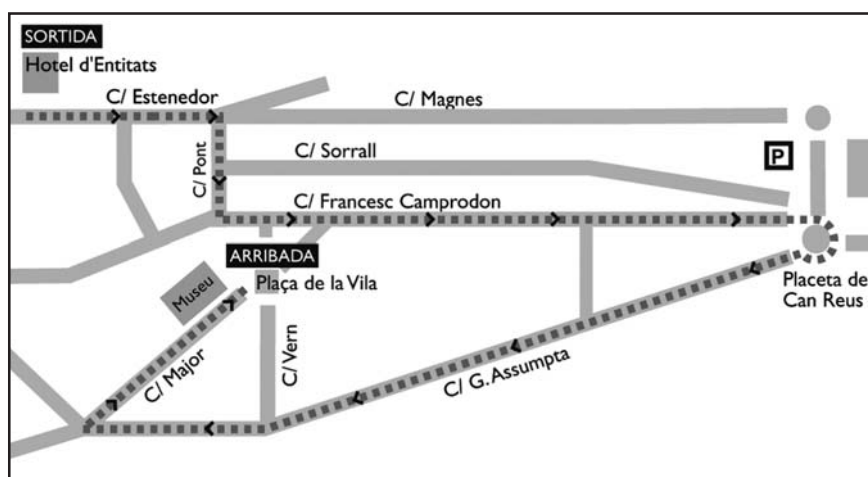 SORTIDA
Hotel d'Entitats
C/ Estenedor
C/ Magnes
C/ Pont
C/ Sorrall
P
C/ Francesc Camprodon
ARRIBADA
Plaça de la Vila
Museu
Placeta de
Can Reus
C/ Major
C/ Vern
C/ G. Assumpta